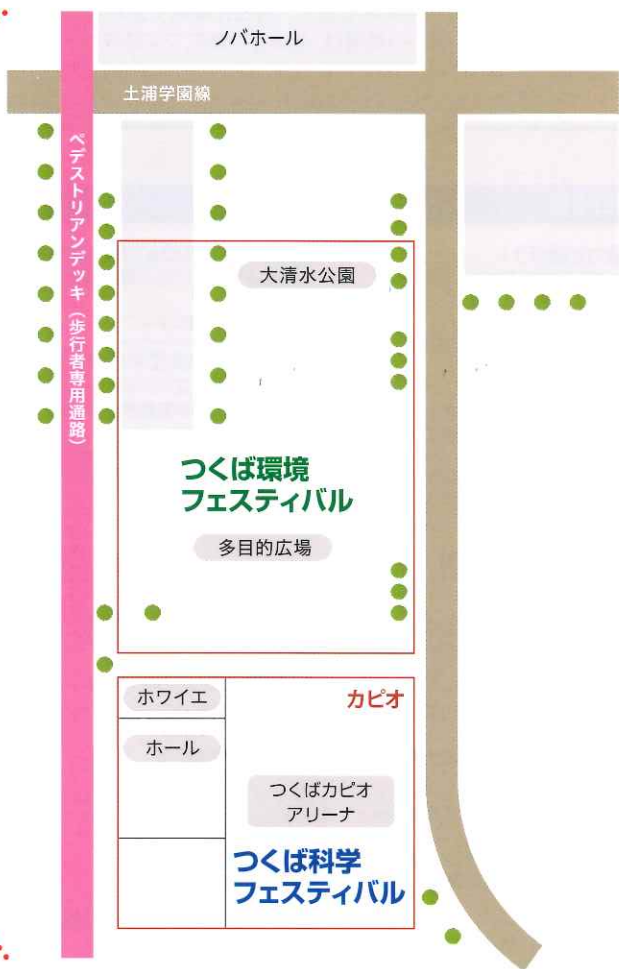 ノバホール
土浦学園線
ペデストリアンデッキ（歩行者専用通路）
大清水公園
つくば環境
フェスティバル
多目的広場
ホワイエ
カピオ
ホール
つくばカピオ
アリーナ
つくば科学
フェスティバル